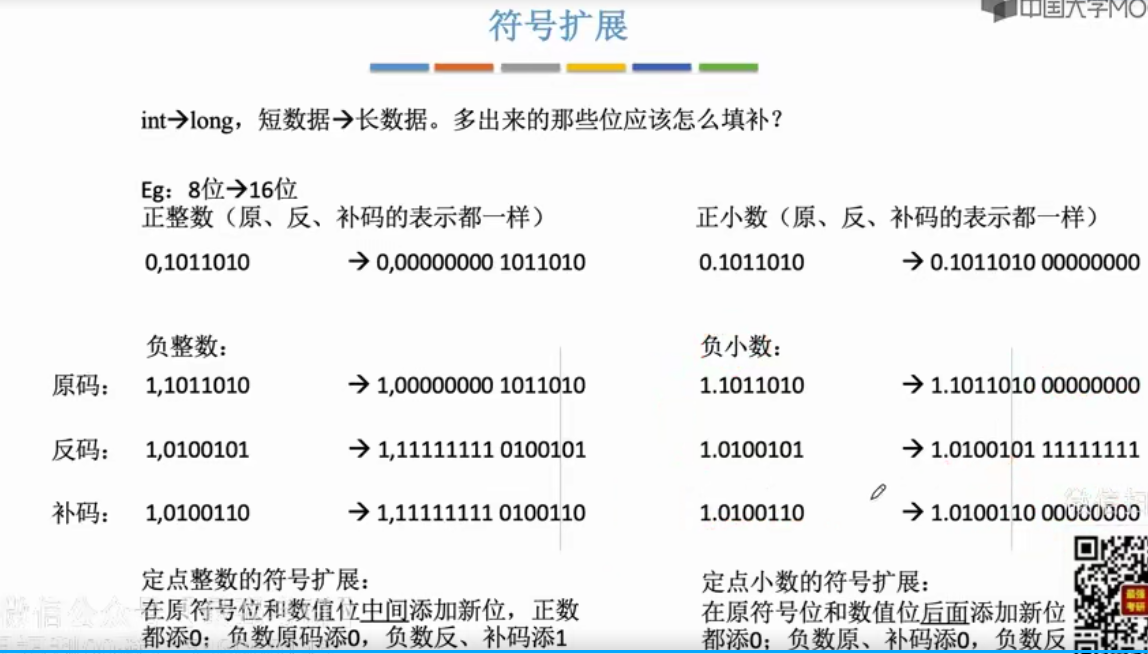 中国大学MO
符号扩展
int→long，短数据→长数据。多出来的那些位应该怎么填补？
Eg：8位→16位
正整数（原、反、补码的表示都一样）
0,1011010 → 0,00000000 1011010
正小数（原、反、补码的表示都一样）
0.1011010 → 0.1011010 00000000
负整数：
负小数：
原码： 1,1011010 → 1,00000000 1011010 1.1011010 → 1.1011010 00000000
反码： 1,0100101 → 1,11111111 0100101 1.0100101 → 1.0100101 11111111
补码： 1,0100110 → 1,11111111 0100110 1.0100110 → 1.0100110 00000000
定点整数的符号扩展：
在原符号位和数值位中间添加新位，正数
都添0；负数原码添0，负数反、补码添1
定点小数的符号扩展：
在原符号位和数值位后面添加新位
都添0；负数原、补码添0，负数反
微信扫
最强
考研
微信公众号